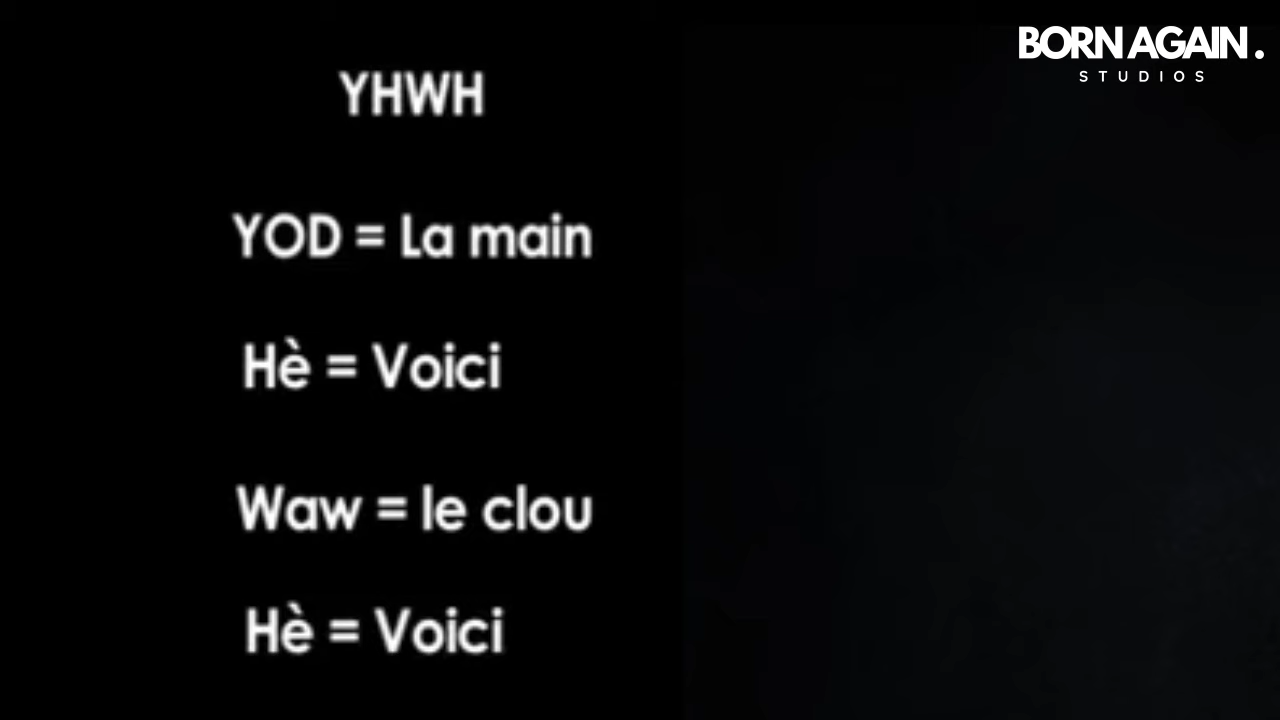 BORN AGAIN.
STUDIOS
YHWH
YOD = La main
Hè = Voici
Waw = le clou
Hè = Voici